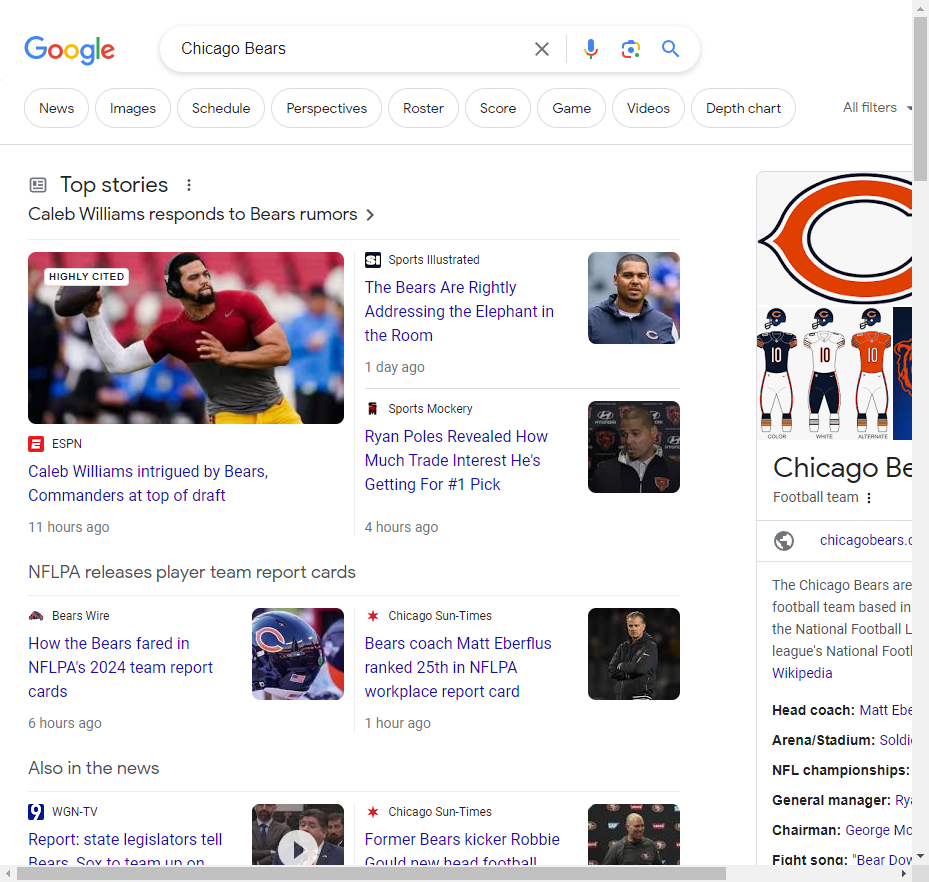 Google
Chicago Bears
News
Images
Schedule
Perspectives
Roster
Score
Game
Videos
Depth chart
All filters
Top stories
Caleb Williams responds to Bears rumors
HIGHLY CITED
ESPN
Caleb Williams intrigued by Bears,
Commanders at top of draft
11 hours ago
SI
Sports Illustrated
The Bears Are Rightly
Addressing the Elephant in
the Room
1 day ago
Sports Mockery
Ryan Poles Revealed How
Much Trade Interest He's
Getting For #1 Pick
4 hours ago
HYUNDAI
NFLPA releases player team report cards
Bears Wire
How the Bears fared in
NFLPA's 2024 team report
cards
6 hours ago
Chicago Sun-Times
Bears coach Matt Eberflus
ranked 25th in NFLPA
workplace report card
1 hour ago
Also in the news
9
WGN-TV
Report: state legislators tell
Bears, Sox to team up on
Chicago Sun-Times
Former Bears kicker Robbie
Gould new head football
10
10
10
COLOR
WHITE
ALTERNATE
Chicago Be
Football team
chicagobears.c
The Chicago Bears are
football team based in
the National Football L
league's National Footl
Wikipedia
Head coach: Matt Ebe
Arena/Stadium: Soldi
NFL championships:
General manager: Rya
Chairman: George Mc
Fight song: "Bear Dow